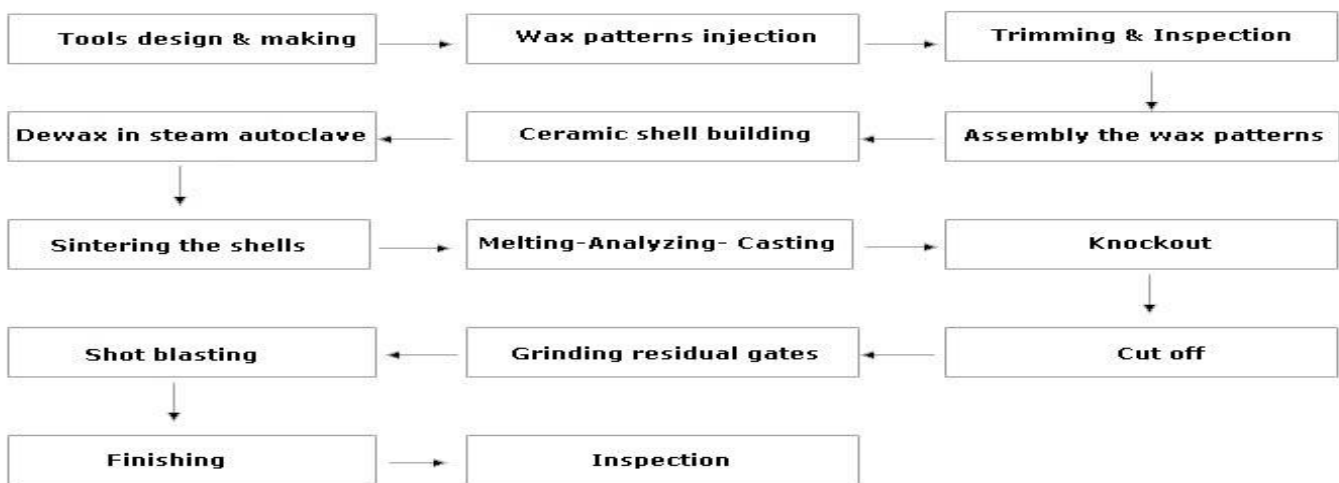 Tools design & making
Wax patterns injection
Trimming & Inspection
Assembly the wax patterns
Ceramic shell building
Dewax in steam autoclave
Sintering the shells
Melting-Analyzing- Casting
Knockout
Cut off
Grinding residual gates
Shot blasting
Finishing
Inspection